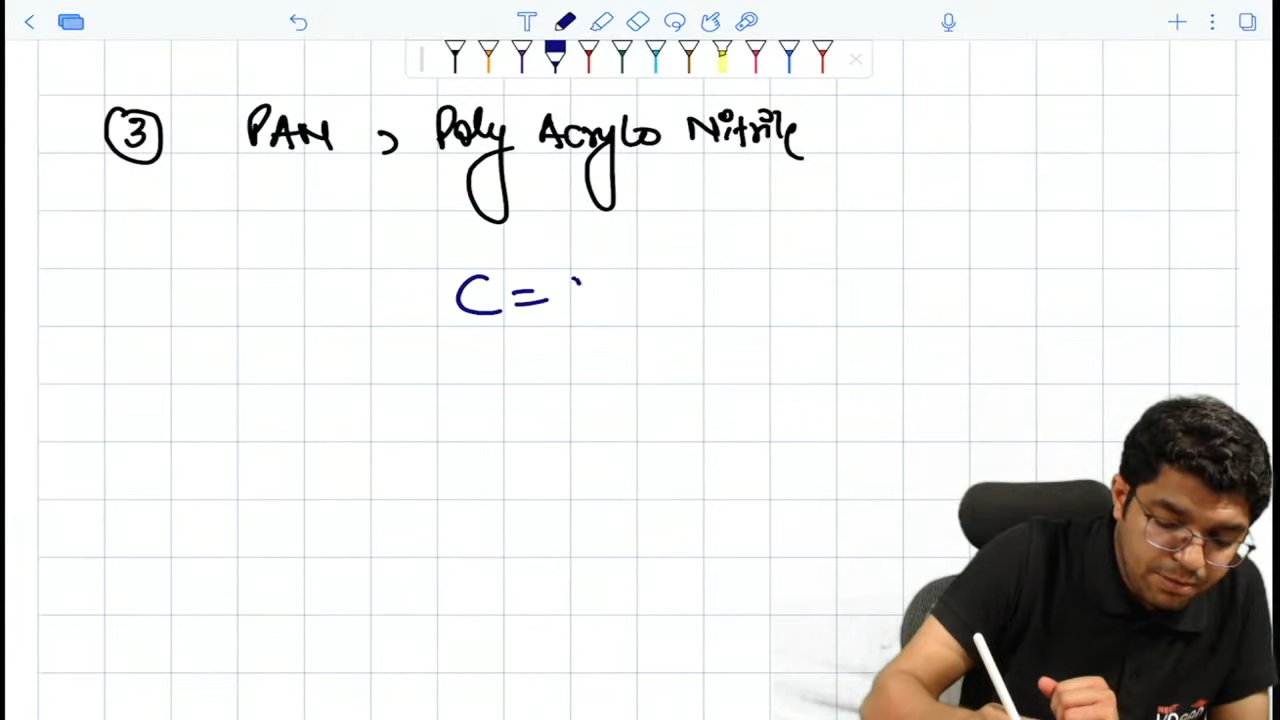 ③ PAN , Poly Acrylo Nitrile
C =